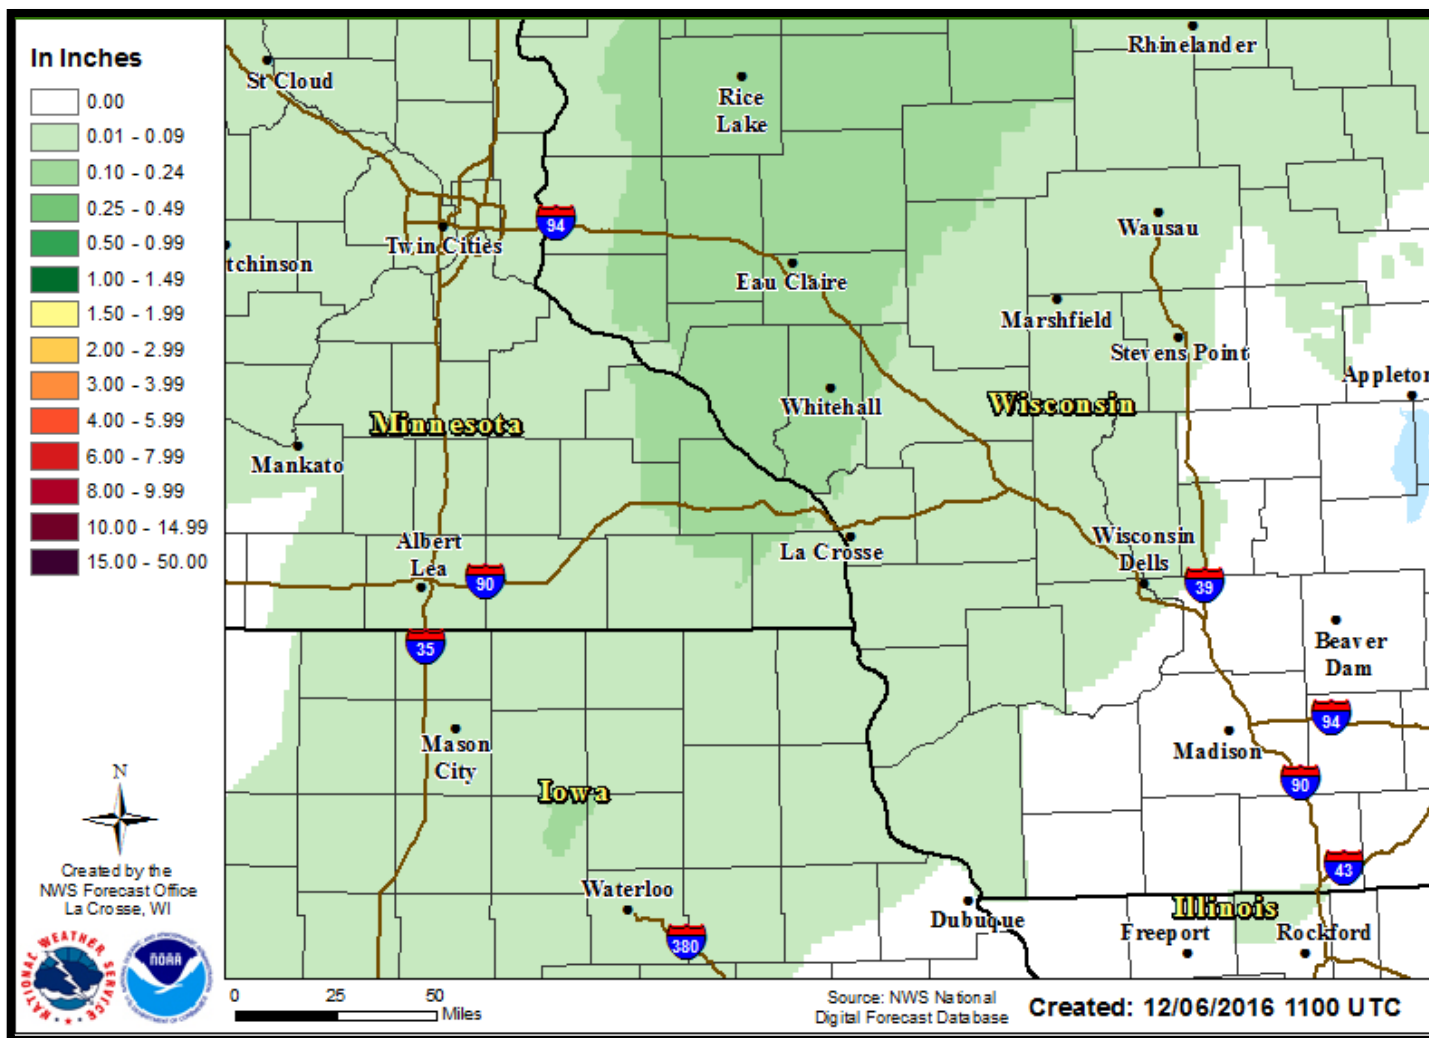 In Inches
0.00
0.01 - 0.09
0.10 - 0.24
0.25 - 0.49
0.50 - 0.99
1.00 - 1.49
1.50 - 1.99
2.00 - 2.99
3.00 - 3.99
4.00 - 5.99
6.00 - 7.99
8.00 - 9.99
10.00 - 14.99
15.00 - 50.00
N
Created by the
NWS Forecast Office
La Crosse, WI
NATIONAL WEATHER SERVICE
NOAA
St Cloud
Rice
Lake
Rhinelander
Twin Cities
94
tchinson
Eau Claire
Wausau
Marshfield
Stevens Point
Appleton
Whitehall
Wisconsin
Minnesota
Mankato
Albert
Lea
La Crosse
Wisconsin
Dells
90
39
35
Beaver
Dam
Mason
City
Madison
94
Iowa
90
43
Waterloo
Dubuque
Illinois
Freeport
Rockford
380
0 25 50
Miles
Source: NWS National
Digital Forecast Database
Created: 12/06/2016 1100 UTC